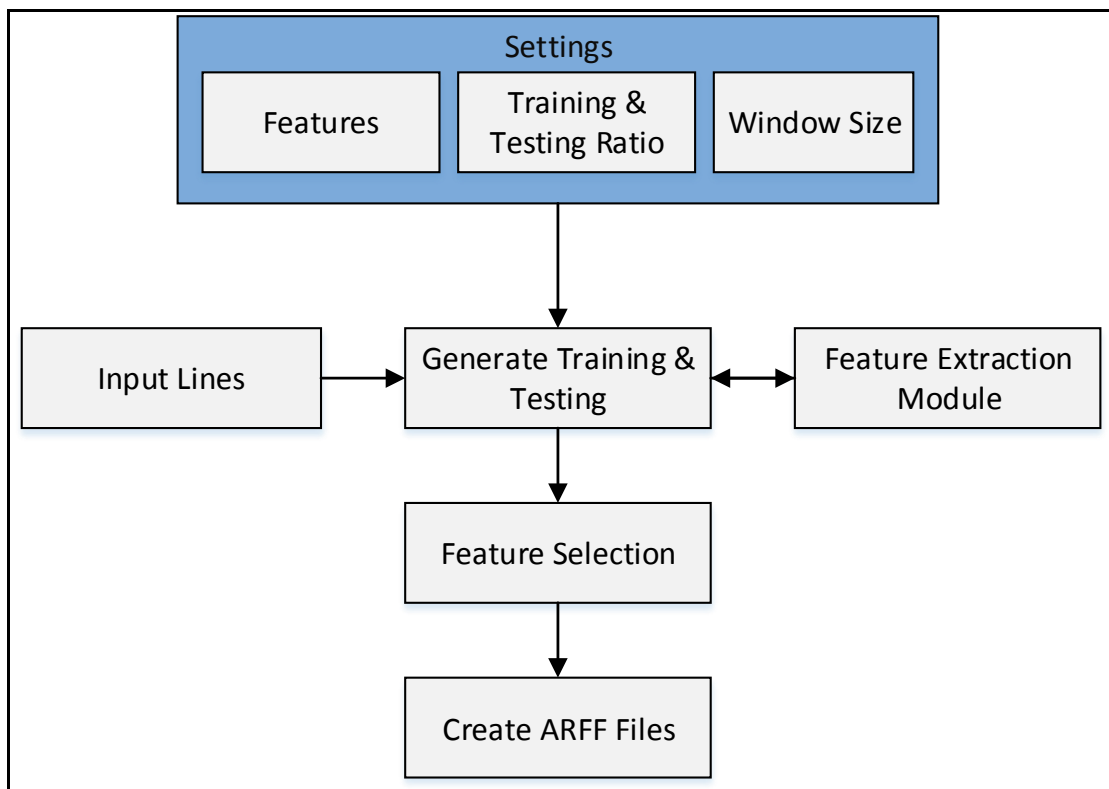 Settings
Features
Training &
Testing Ratio
Window Size
Input Lines
Generate Training &
Testing
Feature Extraction
Module
Feature Selection
Create ARFF Files